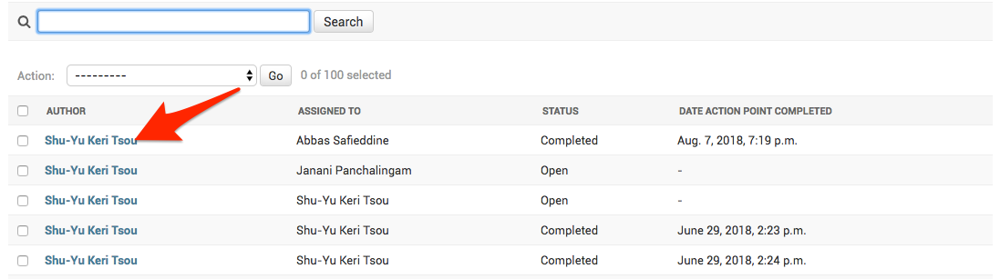 Search
Action: --------- Go 0 of 100 selected
AUTHOR ASSIGNED TO STATUS DATE ACTION POINT COMPLETED
Shu-Yu Keri Tsou Abbas Safieddine Completed Aug. 7, 2018, 7:19 p.m.
Shu-Yu Keri Tsou Janani Panchalingam Open -
Shu-Yu Keri Tsou Shu-Yu Keri Tsou Open -
Shu-Yu Keri Tsou Shu-Yu Keri Tsou Completed June 29, 2018, 2:23 p.m.
Shu-Yu Keri Tsou Shu-Yu Keri Tsou Completed June 29, 2018, 2:24 p.m.